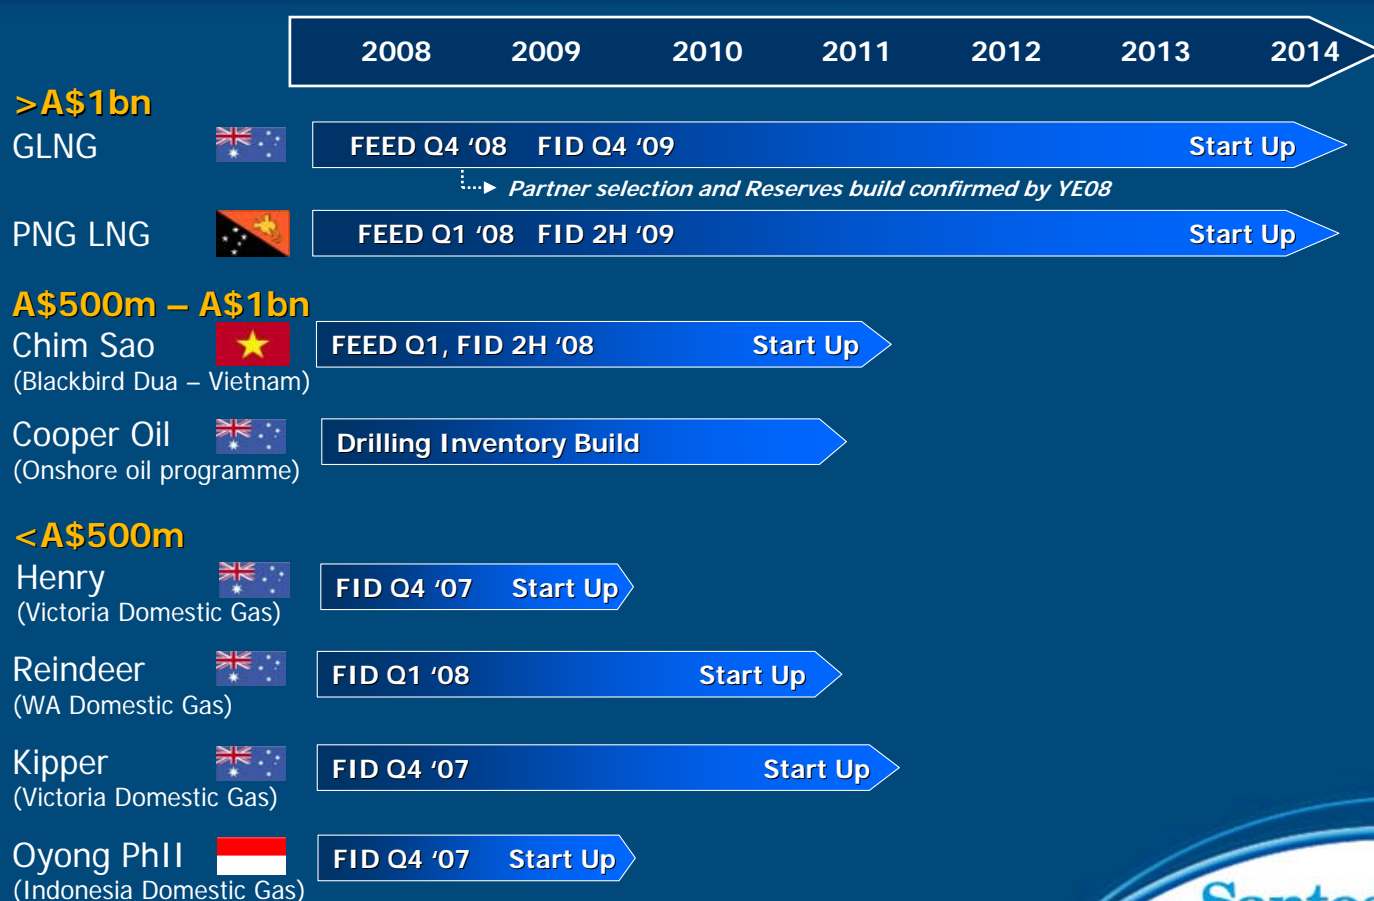 2008 2009 2010 2011 2012 2013 2014
>A$1bn
GLNG FEED Q4 ‘08 FID Q4 ‘09 Start Up
Partner selection and Reserves build confirmed by YE08
PNG LNG FEED Q1 ‘08 FID 2H ‘09 Start Up
A$500m – A$1bn
Chim Sao FEED Q1, FID 2H ‘08 Start Up
(Blackbird Dua – Vietnam)
Cooper Oil Drilling Inventory Build
(Onshore oil programme)
<A$500m
Henry FID Q4 ‘07 Start Up
(Victoria Domestic Gas)
Reindeer FID Q1 ‘08 Start Up
(WA Domestic Gas)
Kipper FID Q4 ‘07 Start Up
(Victoria Domestic Gas)
Oyong PhII FID Q4 ‘07 Start Up
(Indonesia Domestic Gas)